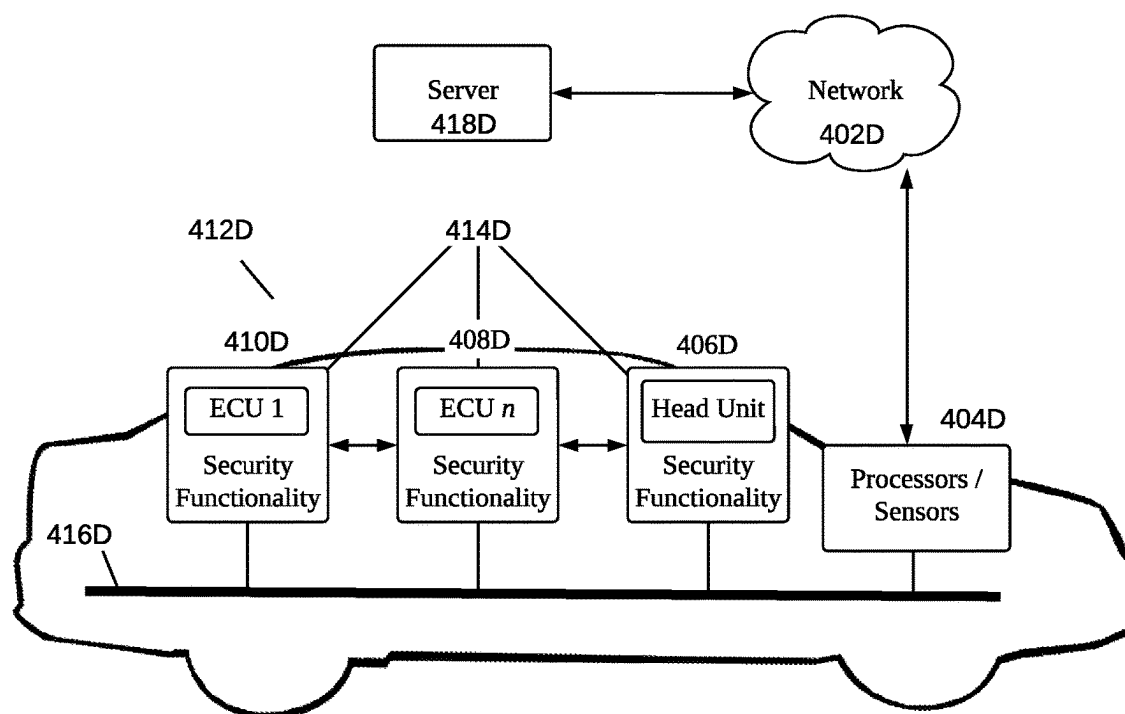 Server
418D
Network
402D
412D
414D
410D
408D
406D
404D
ECU 1
Security
Functionality
ECU n
Security
Functionality
Head Unit
Security
Functionality
Processors /
Sensors
416D